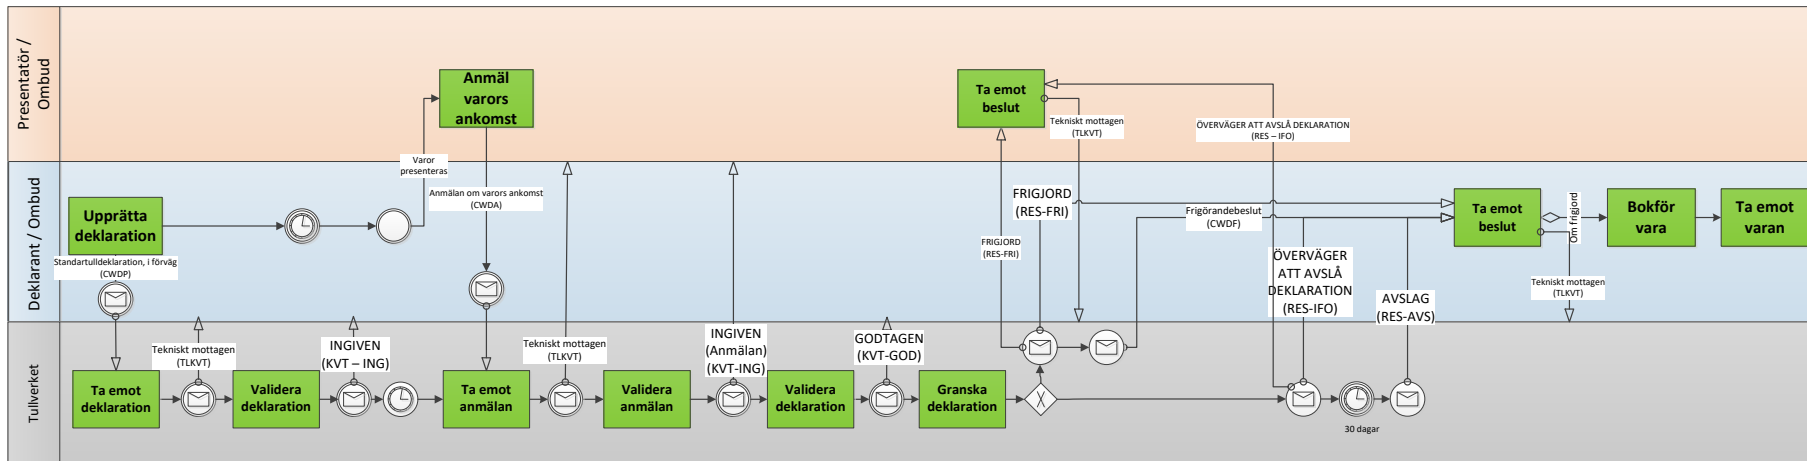 Presentatör /
Ombud
Anmäl
varors
ankomst
Ta emot
beslut
Tekniskt mottagen
(TLKVT)
ÖVERVÄGER ATT AVSLÅ DEKLARATION
(RES – IFO)
Varor
presenteras
Deklarant / Ombud
Upprätta
deklaration
Standartulldeklaration, i förväg
(CWDP)
Anmälan om varors ankomst
(CWDA)
FRIGJORD
(RES-FRI)
FRIGJORD
(RES-FRI)
Frigörandebeslut
(CWDF)
ÖVERVÄGER
ATT AVSLÅ
DEKLARATION
(RES-IFO)
AVSLAG
(RES-AVS)
Ta emot
beslut
Om frigjord
Bokför
vara
Ta emot
varan
Tekniskt mottagen
(TLKVT)
Tullverket
Ta emot
deklaration
Tekniskt mottagen
(TLKVT)
Validera
deklaration
INGIVEN
(KVT – ING)
Ta emot
anmälan
Tekniskt mottagen
(TLKVT)
Validera
anmälan
INGIVEN
(Anmälan)
(KVT-ING)
Validera
deklaration
GODTAGEN
(KVT-GOD)
Granska
deklaration
X
30 dagar